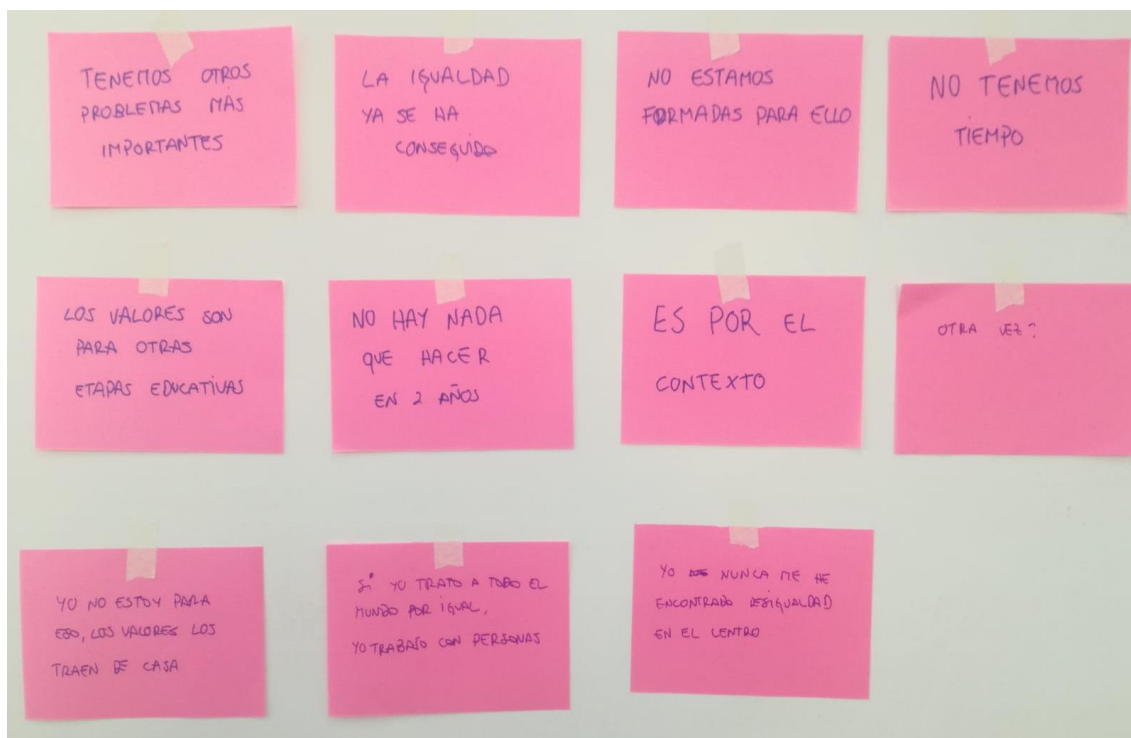 TENEMOS OTROS
PROBLEMAS MAS
IMPORTANTES
LA IGUALDAD
YA SE HA
CONSEGUIDO
NO ESTAMOS
FORMADAS PARA ELLO
NO TENEMOS
TIEMPO
LOS VALORES SON
PARA OTRAS
ETAPAS EDUCATIVAS
NO HAY NADA
QUE HACER
EN 2 AÑOS
ES POR EL
CONTEXTO
OTRA VEZ?
YO NO ESTOY PARA
ESO, LOS VALORES LOS
TRAEN DE CASA
SI YO TRATO A TODO EL
MUNDO POR IGUAL,
YO TRABAJO CON PERSONAS
YO NUNCA ME HE
ENCONTRADO DESIGUALDAD
EN EL CENTRO